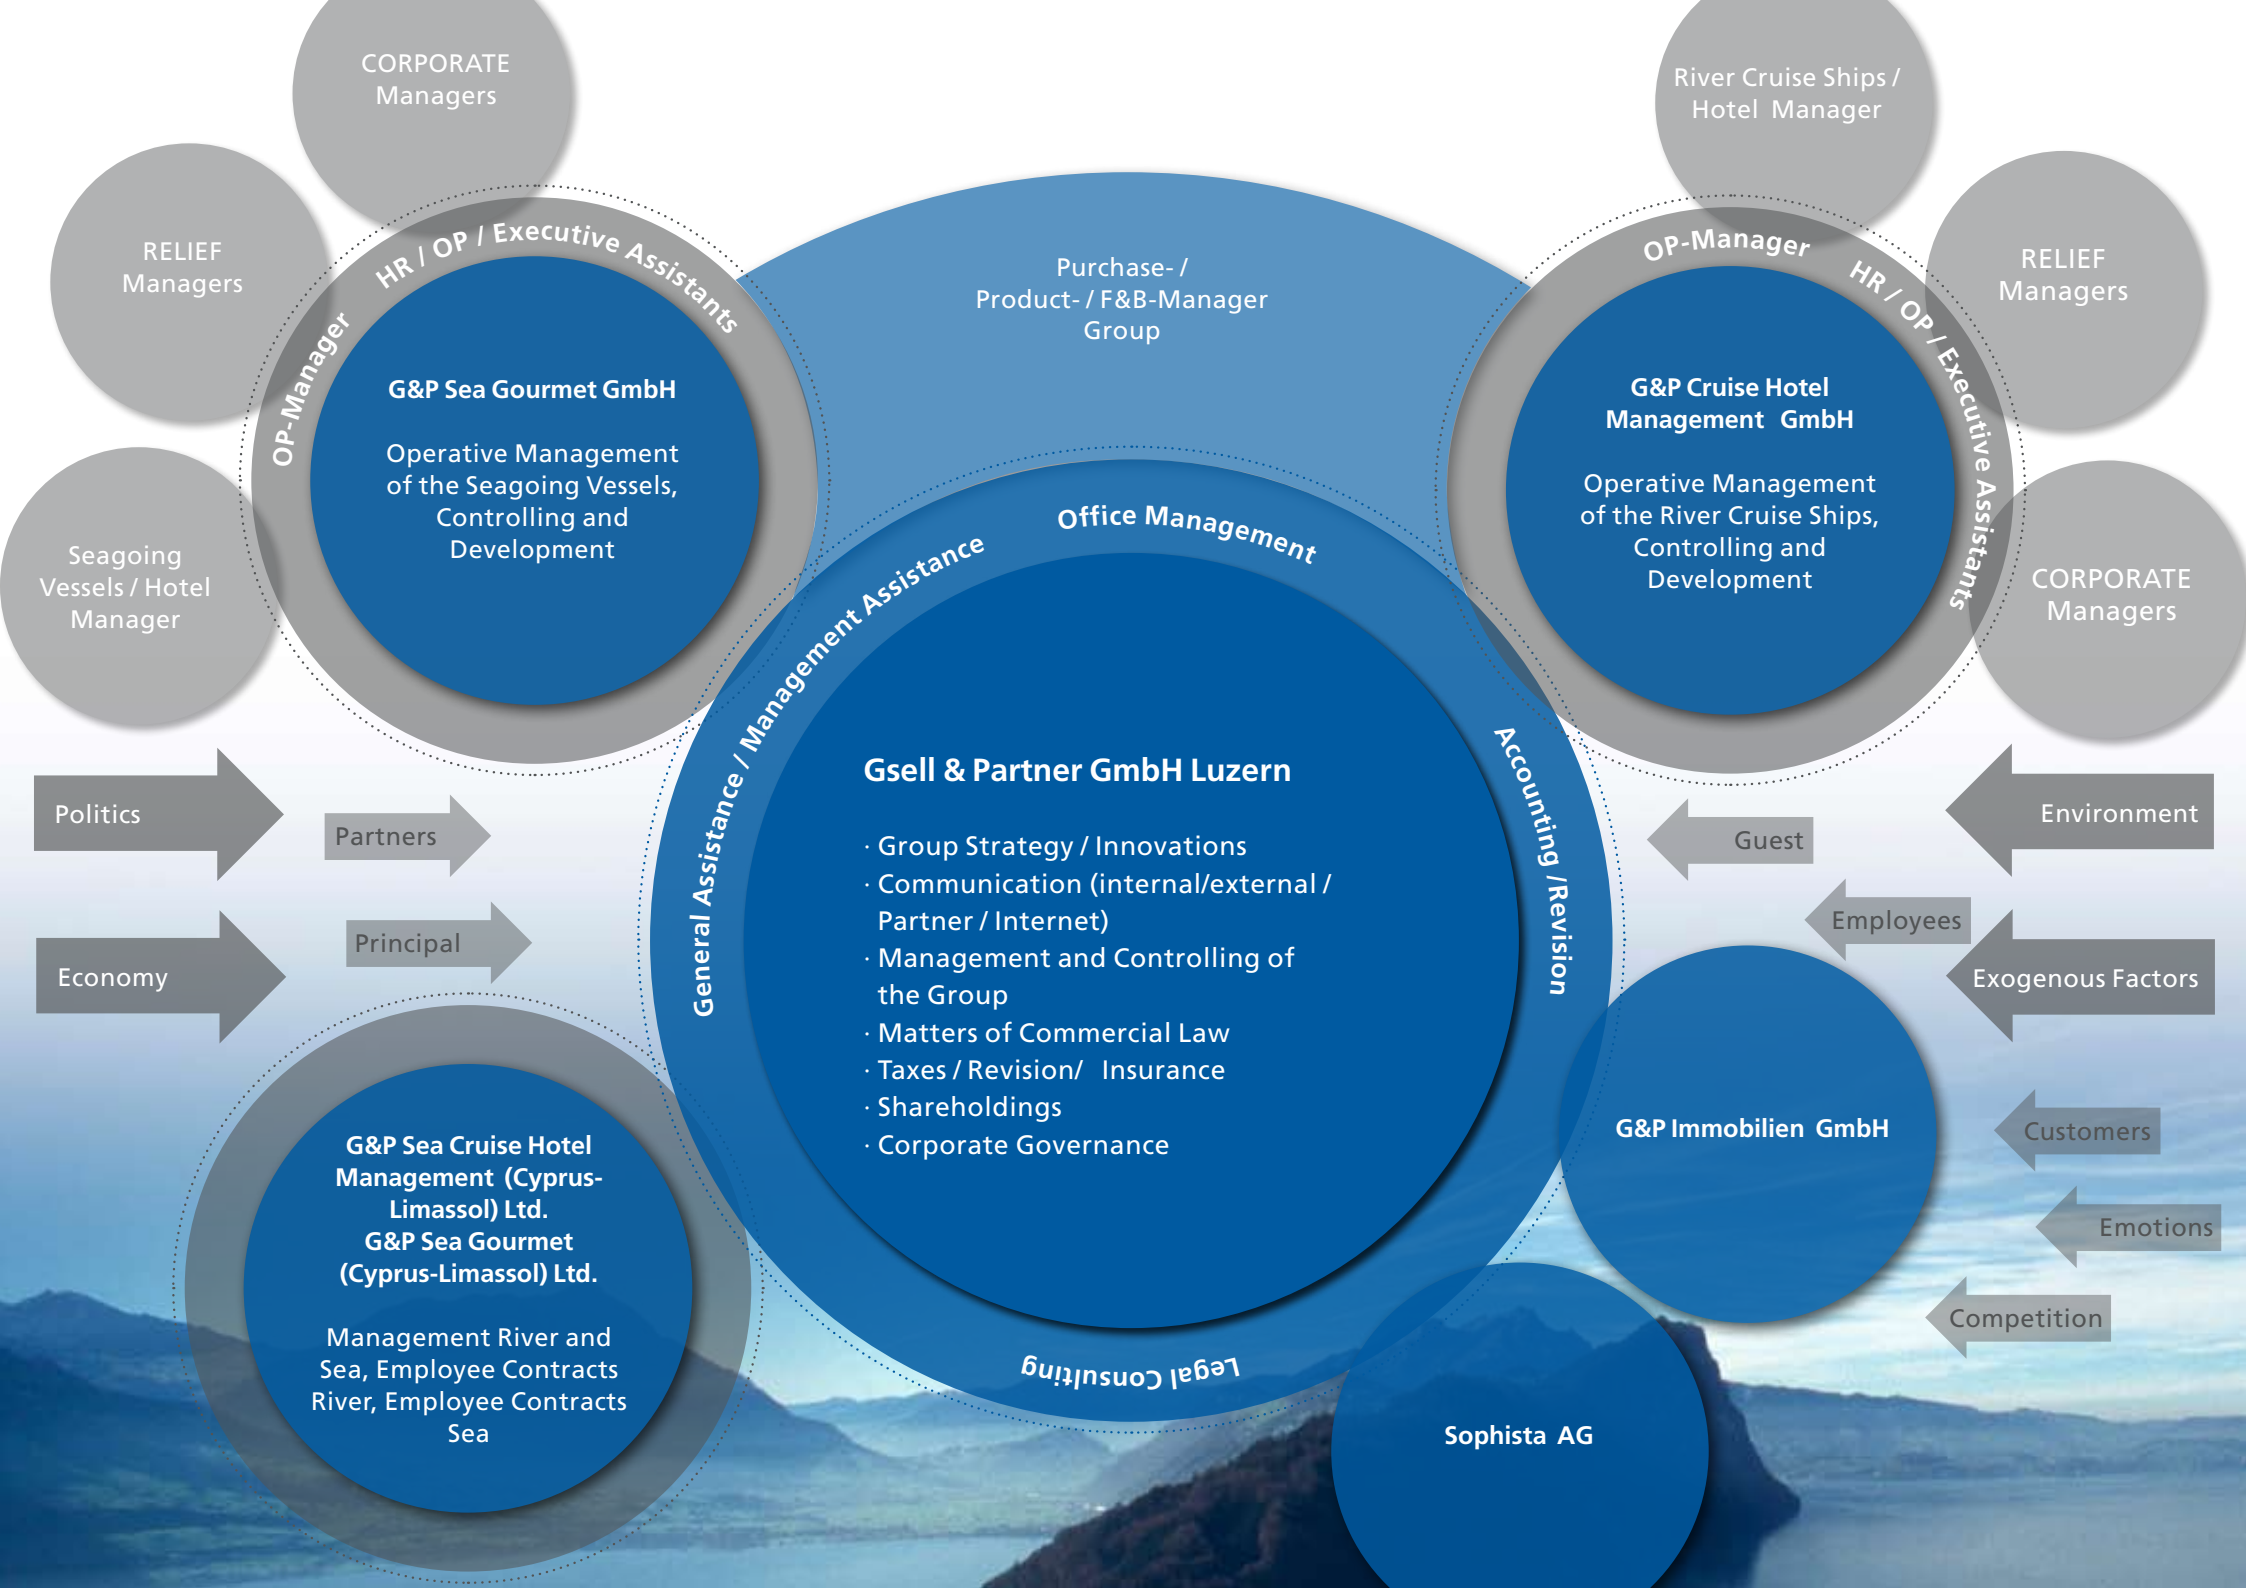 CORPORATE
Managers
River Cruise Ships /
Hotel Manager
RELIEF
Managers
RELIEF
Managers
Seagoing
Vessels / Hotel
Manager
CORPORATE
Managers
OP-Manager
HR / OP / Executive Assistants
G&P Sea Gourmet GmbH
Operative Management
of the Seagoing Vessels,
Controlling and
Development
Purchase- /
Product- / F&B-Manager
Group
OP-Manager
HR / OP / Executive Assistants
G&P Cruise Hotel
Management GmbH
Operative Management
of the River Cruise Ships,
Controlling and
Development
General Assistance / Management Assistance
Office Management
Accounting /Revision
Legal Consulting
Gsell & Partner GmbH Luzern
· Group Strategy / Innovations
· Communication (internal/external /
Partner / Internet)
· Management and Controlling of
the Group
· Matters of Commercial Law
· Taxes / Revision/ Insurance
· Shareholdings
· Corporate Governance
Politics
Partners
Principal
Economy
Environment
Guest
Employees
Exogenous Factors
Customers
Emotions
Competition
G&P Sea Cruise Hotel
Management (Cyprus-
Limassol) Ltd.
G&P Sea Gourmet
(Cyprus-Limassol) Ltd.
Management River and
Sea, Employee Contracts
River, Employee Contracts
Sea
G&P Immobilien GmbH
Sophista AG